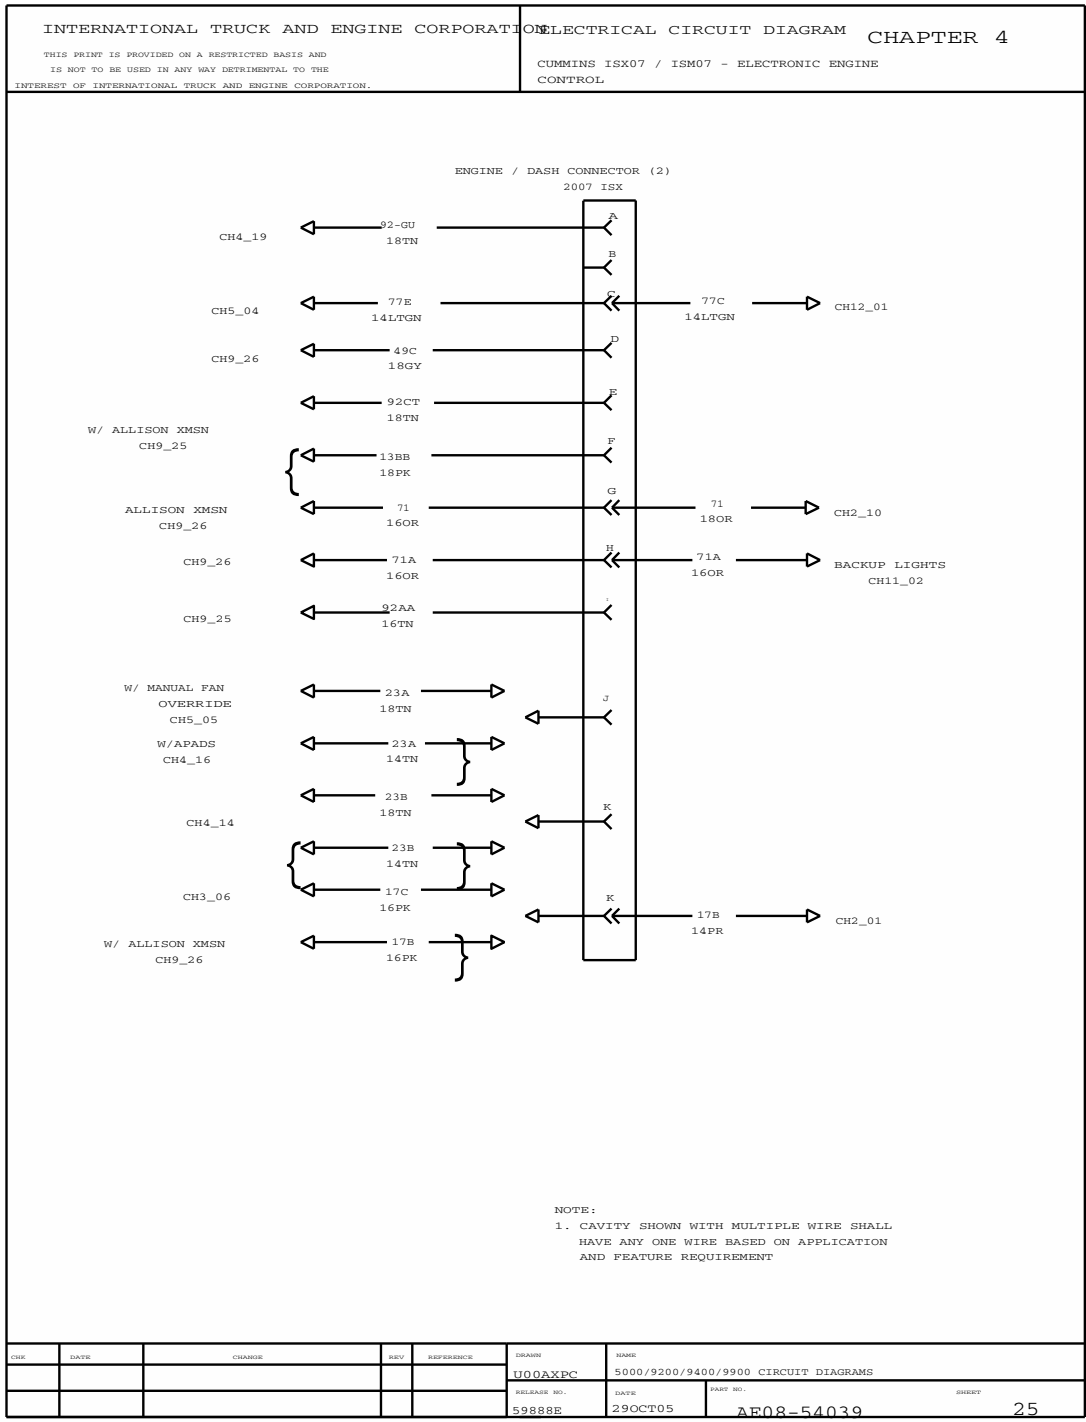 INTERNATIONAL TRUCK AND ENGINE CORPORATION
THIS PRINT IS PROVIDED ON A RESTRICTED BASIS AND
IS NOT TO BE USED IN ANY WAY DETRIMENTAL TO THE
INTEREST OF INTERNATIONAL TRUCK AND ENGINE CORPORATION.
ELECTRICAL CIRCUIT DIAGRAM
CHAPTER 4
CUMMINS ISX07 / ISM07 - ELECTRONIC ENGINE
CONTROL
ENGINE / DASH CONNECTOR (2)
2007 ISX
CH4_19
92-GU
18TN
A
B
CH5_04
77E
14LTGN
C
77C
14LTGN
CH12_01
CH9_26
49C
18GY
D
92CT
18TN
E
W/ ALLISON XMSN
CH9_25
13BB
18PK
F
ALLISON XMSN
CH9_26
71
16OR
G
71
18OR
CH2_10
CH9_26
71A
16OR
H
71A
16OR
BACKUP LIGHTS
CH11_02
CH9_25
92AA
16TN
W/ MANUAL FAN
OVERRIDE
CH5_05
23A
18TN
J
W/APADS
CH4_16
23A
14TN
23B
18TN
CH4_14
K
23B
14TN
CH3_06
17C
16PK
K
17B
14PR
CH2_01
W/ ALLISON XMSN
CH9_26
17B
16PK
NOTE:
1. CAVITY SHOWN WITH MULTIPLE WIRE SHALL
HAVE ANY ONE WIRE BASED ON APPLICATION
AND FEATURE REQUIREMENT
CHK DATE CHANGE REV REFERENCE
DRAWN
U00AXPC
NAME
5000/9200/9400/9900 CIRCUIT DIAGRAMS
RELEASE NO.
59888E
DATE
29OCT05
PART NO.
AE08-54039
SHEET
25